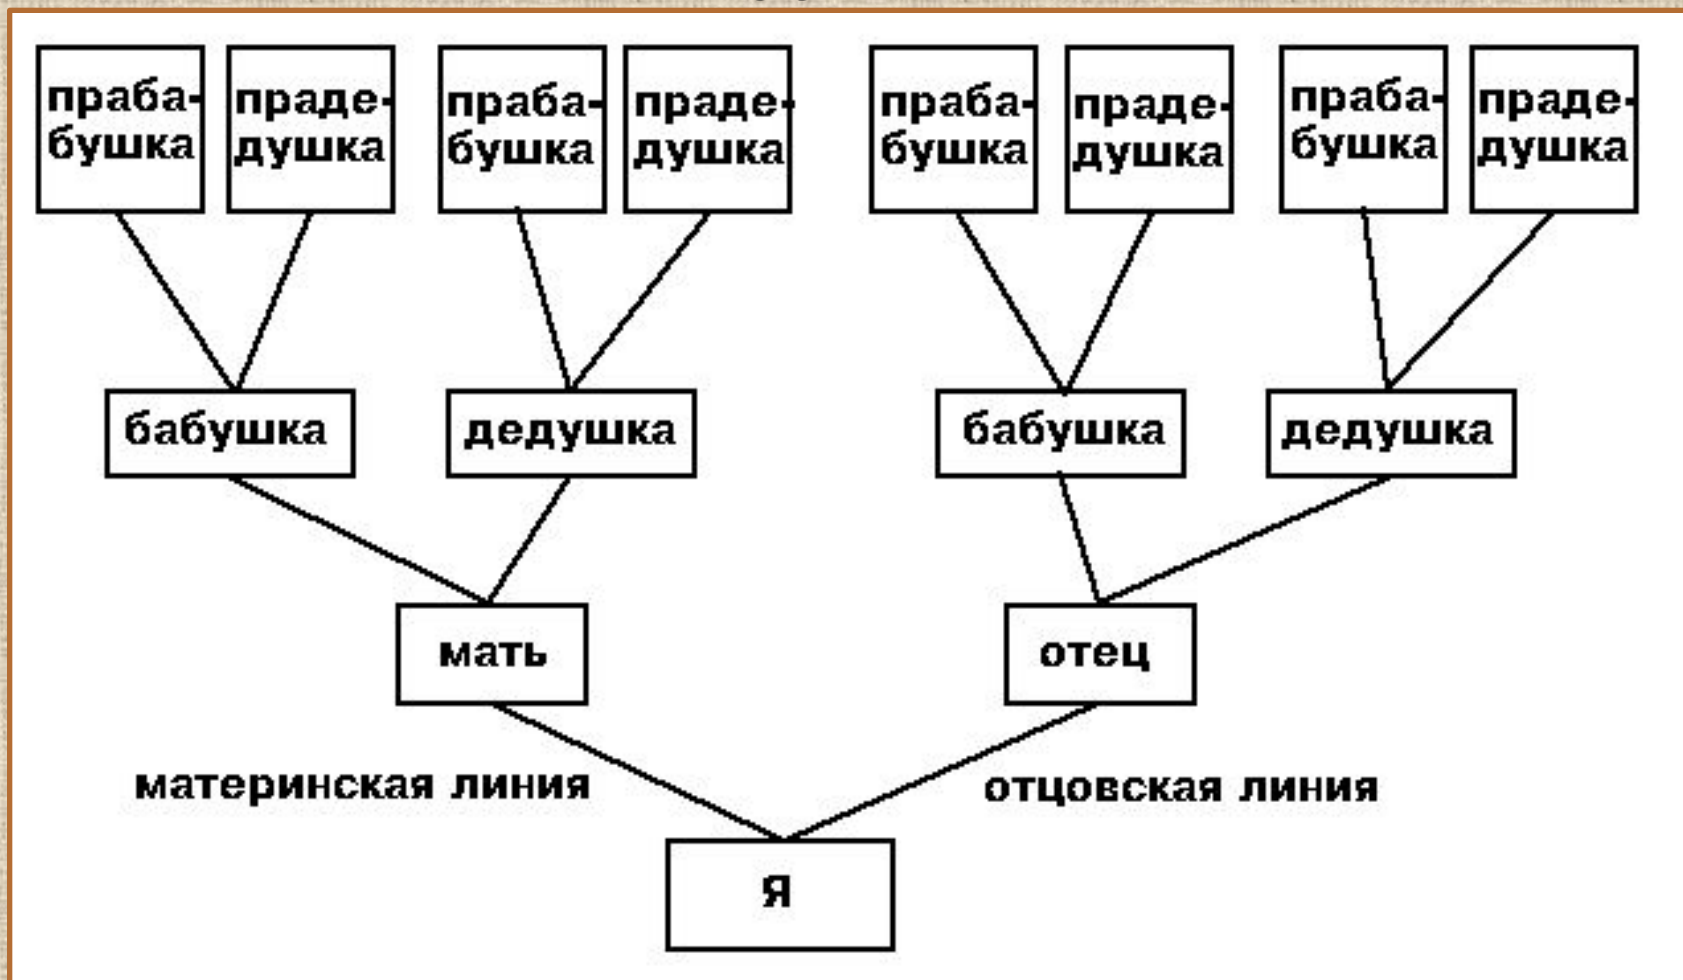 праба-
бушка
праде-
душка
праба-
бушка
праде-
душка
праба-
бушка
праде-
душка
праба-
бушка
праде-
душка
бабушка
дедушка
бабушка
дедушка
мать
отец
материнская линия
отцовская линия
Я